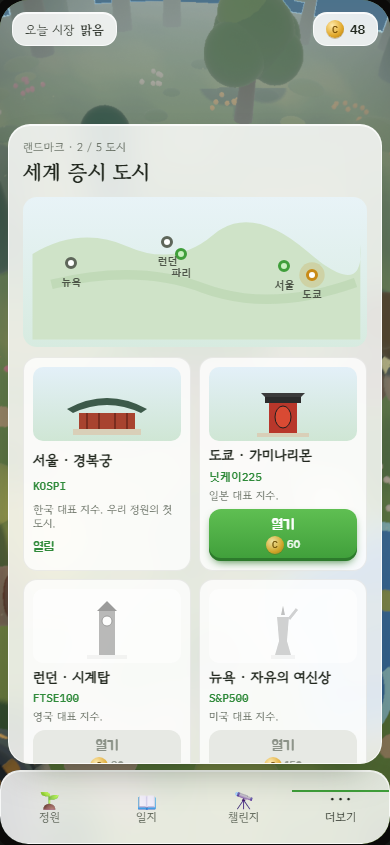 오늘 시장 맑음
C 48
랜드마크 · 2 / 5 도시
세계 증시 도시
런던
파리
뉴욕
서울
도쿄
서울 · 경복궁
KOSPI
한국 대표 지수. 우리 정원의 첫
도시.
열림
도쿄 · 가미나리몬
닛케이225
일본 대표 지수.
열기
C 60
런던 · 시계탑
FTSE100
영국 대표 지수.
열기
뉴욕 · 자유의 여신상
S&P500
미국 대표 지수.
열기
정원
일지
챌린지
더보기